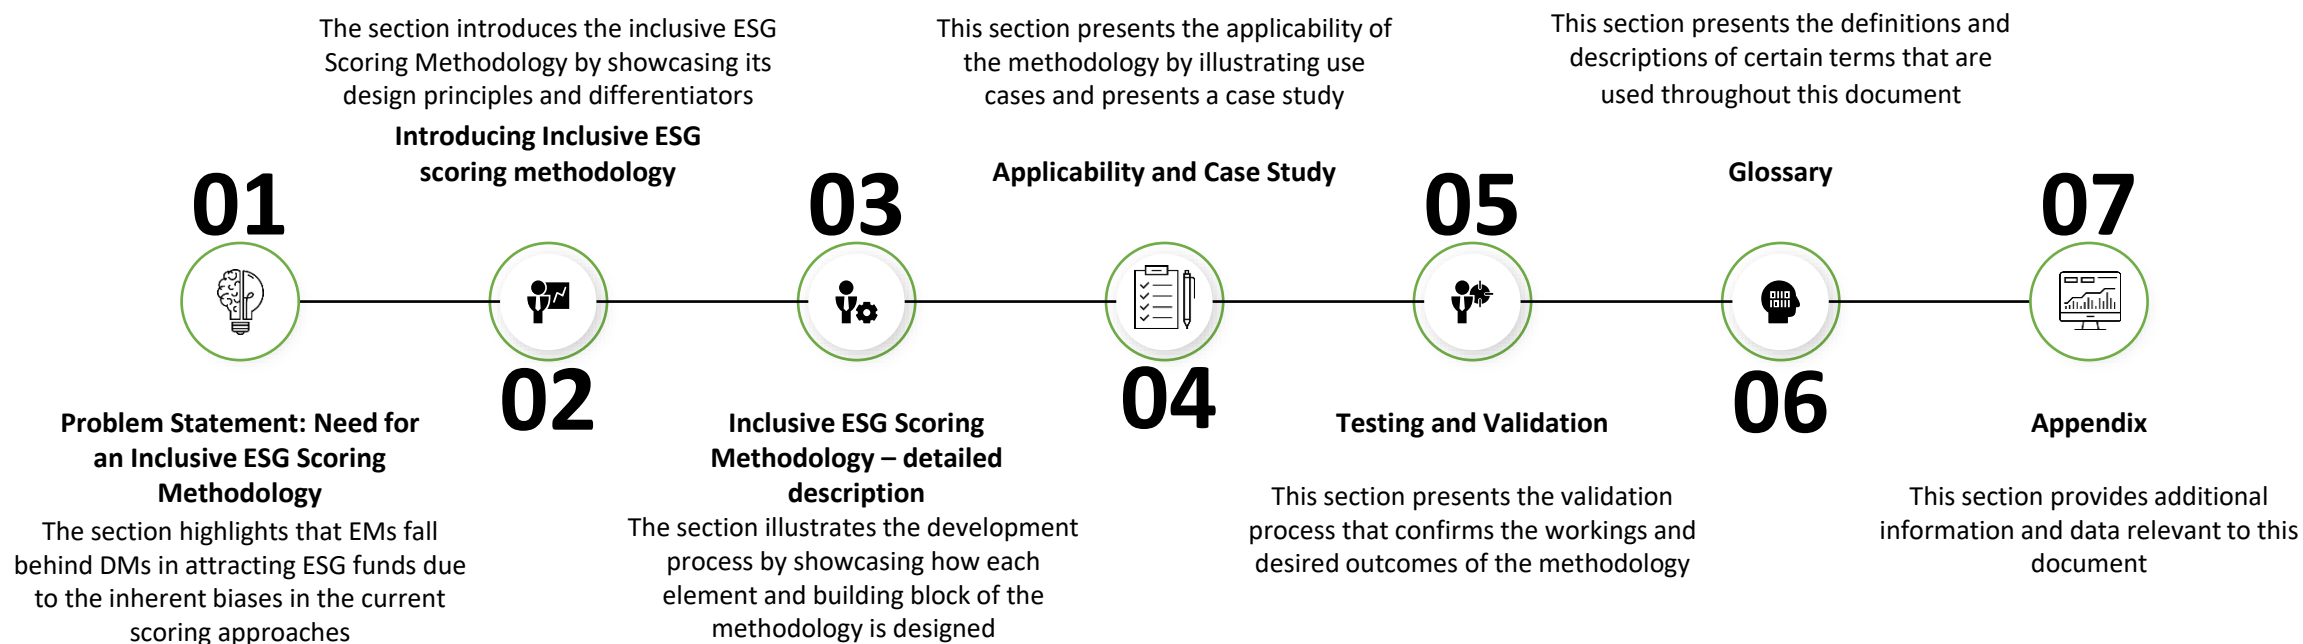 01
Problem Statement: Need for
an Inclusive ESG Scoring
Methodology
The section highlights that EMs fall
behind DMs in attracting ESG funds due
to the inherent biases in the current
scoring approaches
The section introduces the inclusive ESG
Scoring Methodology by showcasing its
design principles and differentiators
Introducing Inclusive ESG
scoring methodology
02
03
Inclusive ESG Scoring
Methodology – detailed
description
The section illustrates the development
process by showcasing how each
element and building block of the
methodology is designed
This section presents the applicability of
the methodology by illustrating use
cases and presents a case study
Applicability and Case Study
04
05
Testing and Validation
This section presents the validation
process that confirms the workings and
desired outcomes of the methodology
This section presents the definitions and
descriptions of certain terms that are
used throughout this document
Glossary
06
07
Appendix
This section provides additional
information and data relevant to this
document